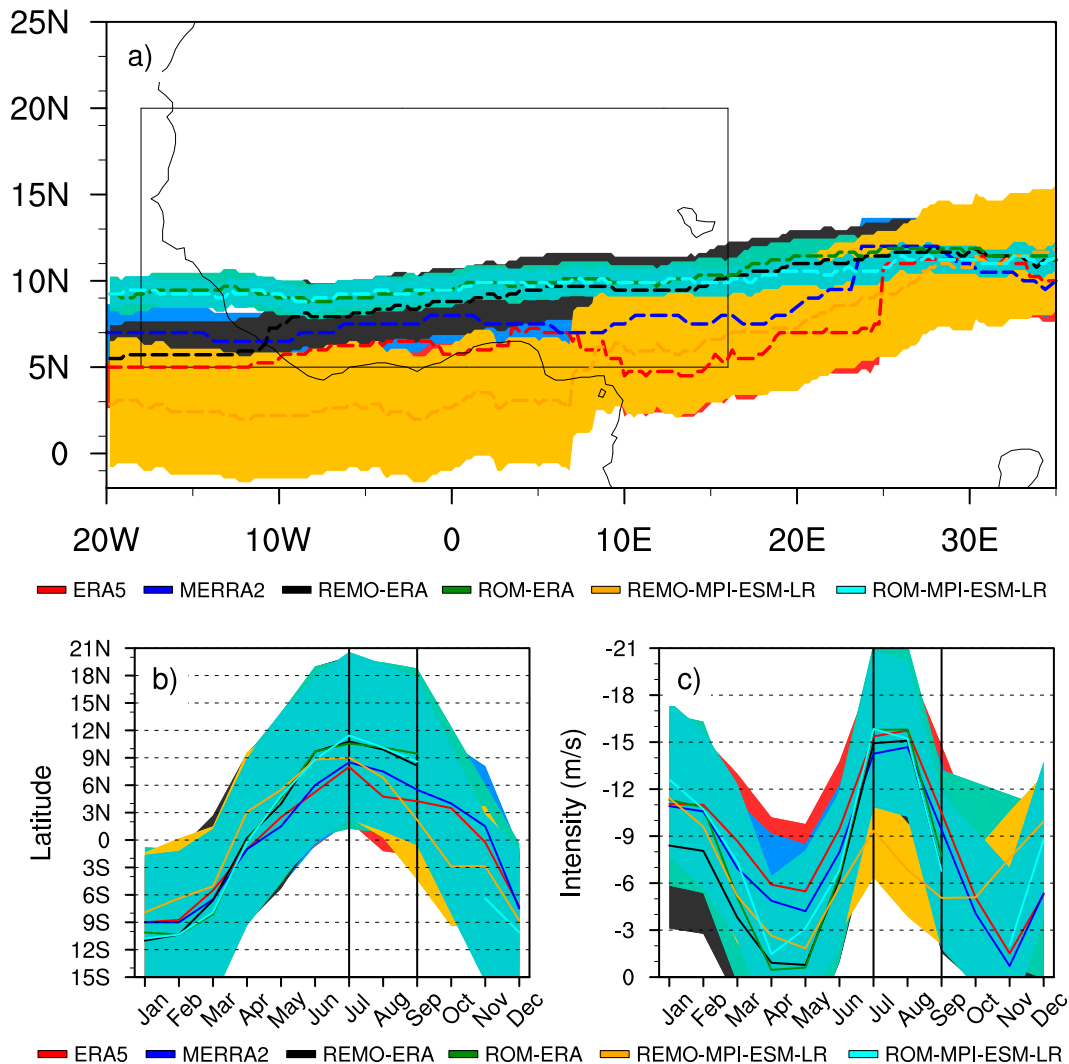 25N
a)
20N
15N
10N
5N
0
20W 10W 0 10E 20E 30E
ERA5 MERRA2 REMO-ERA ROM-ERA REMO-MPI-ESM-LR ROM-MPI-ESM-LR
21N
18N
15N
12N
9N
6N
3N
0
3S
6S
9S
12S
15S
Latitude
b)
Jan Feb Mar Apr May Jun Jul Aug Sep Oct Nov Dec
-21
-18
-15
-12
-9
-6
-3
0
Intensity (m/s)
c)
Jan Feb Mar Apr May Jun Jul Aug Sep Oct Nov Dec
ERA5 MERRA2 REMO-ERA ROM-ERA REMO-MPI-ESM-LR ROM-MPI-ESM-LR